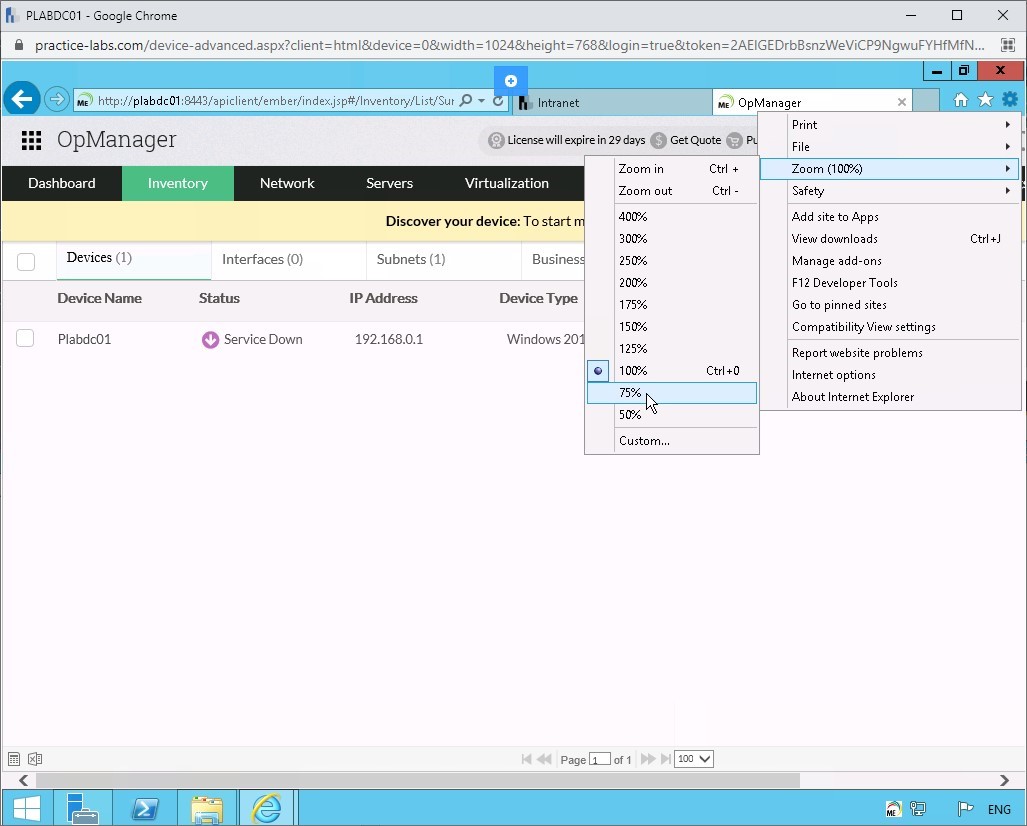 PLABDC01 - Google Chrome
practice-labs.com/device-advanced.aspx?client=html&device=0&width=1024&height=768&login=true&token=2AEIGEDrbBsnzWeViCP9NgwuFYHfMfN...
ME http://plabdc01:8443/apiclient/ember/index.jsp#/Inventory/List/Sur
Intranet
ME OpManager
OpManager
License will expire in 29 days $ Get Quote Pu
Dashboard Inventory Network Servers Virtualization
Discover your device: To start m
Devices (1) Interfaces (0) Subnets (1) Business
Device Name Status IP Address Device Type
Plabdc01 Service Down 192.168.0.1 Windows 201
Print
File
Zoom (100%)
Safety
Add site to Apps
View downloads Ctrl+J
Manage add-ons
F12 Developer Tools
Go to pinned sites
Compatibility View settings
Report website problems
Internet options
About Internet Explorer
Zoom in Ctrl +
Zoom out Ctrl -
400%
300%
250%
200%
175%
150%
125%
100% Ctrl+0
75%
50%
Custom...
Page 1 of 1 100
ME ENG